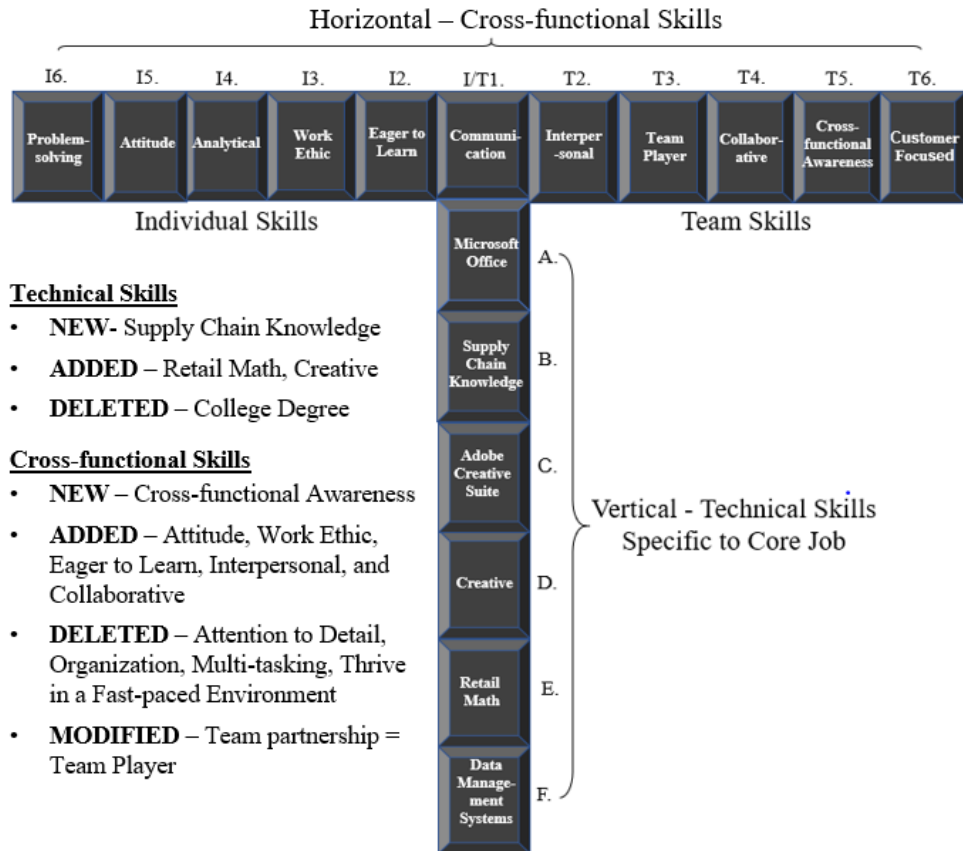 Horizontal – Cross-functional Skills
I6. I5. I4. I3. I2. I/T1. T2. T3. T4. T5. T6.
Problem-
solving
Attitude
Analytical
Work
Ethic
Eager to
Learn
Communi-
cation
Interper
-sonal
Team
Player
Collabor-
ative
Cross-
functional
Awareness
Customer
Focused
Individual Skills
Team Skills
Microsoft
Office
A.
Supply
Chain
Knowledge
B.
Adobe
Creative
Suite
C.
Creative
D.
Retail
Math
E.
Data
Manage-
ment
Systems
F.
Vertical - Technical Skills
Specific to Core Job
Technical Skills
• NEW- Supply Chain Knowledge
• ADDED – Retail Math, Creative
• DELETED – College Degree
Cross-functional Skills
• NEW – Cross-functional Awareness
• ADDED – Attitude, Work Ethic,
Eager to Learn, Interpersonal, and
Collaborative
• DELETED – Attention to Detail,
Organization, Multi-tasking, Thrive
in a Fast-paced Environment
• MODIFIED – Team partnership =
Team Player